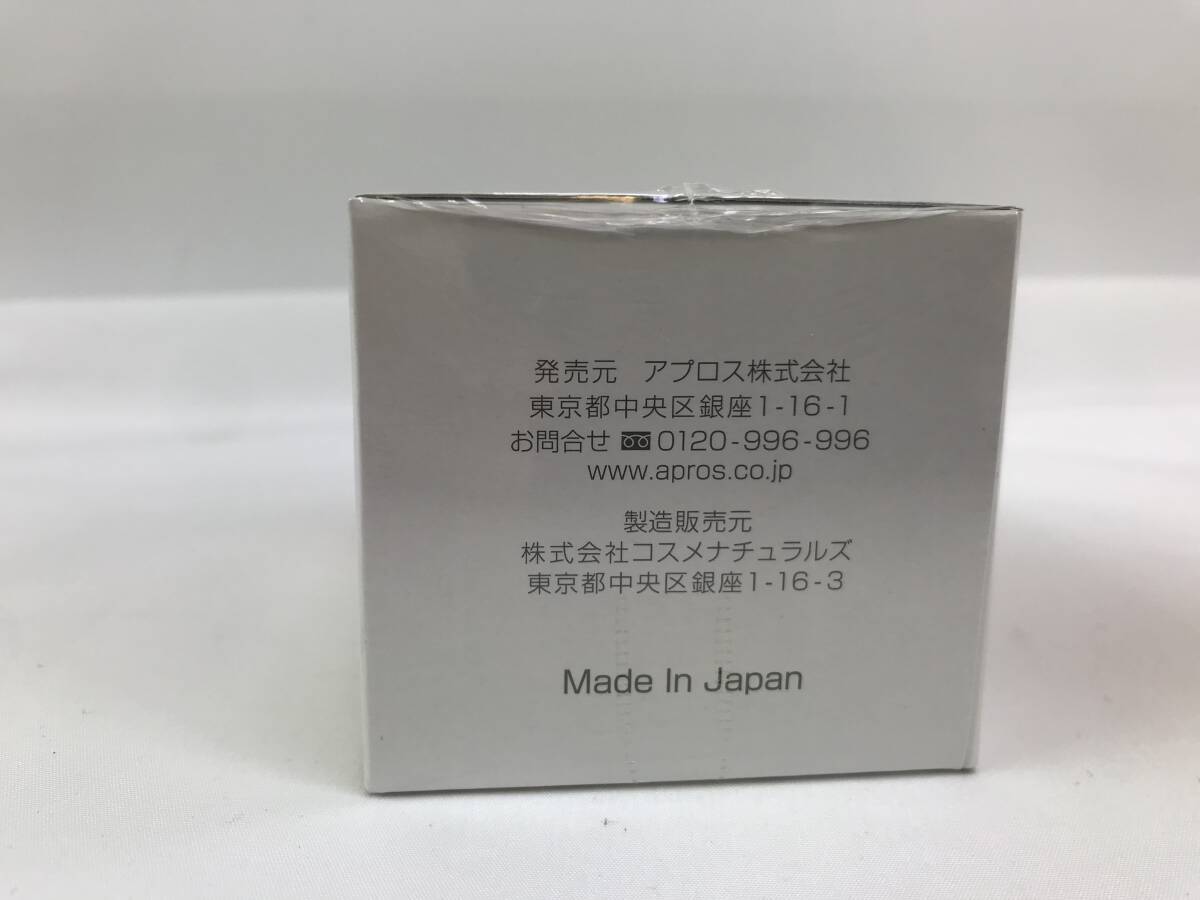 発売元　アプロス株式会社
東京都中央区銀座1-16-1
お問合せ 0120-996-996
www.apros.co.jp
製造販売元
株式会社コスメナチュラルズ
東京都中央区銀座1-16-3
Made In Japan